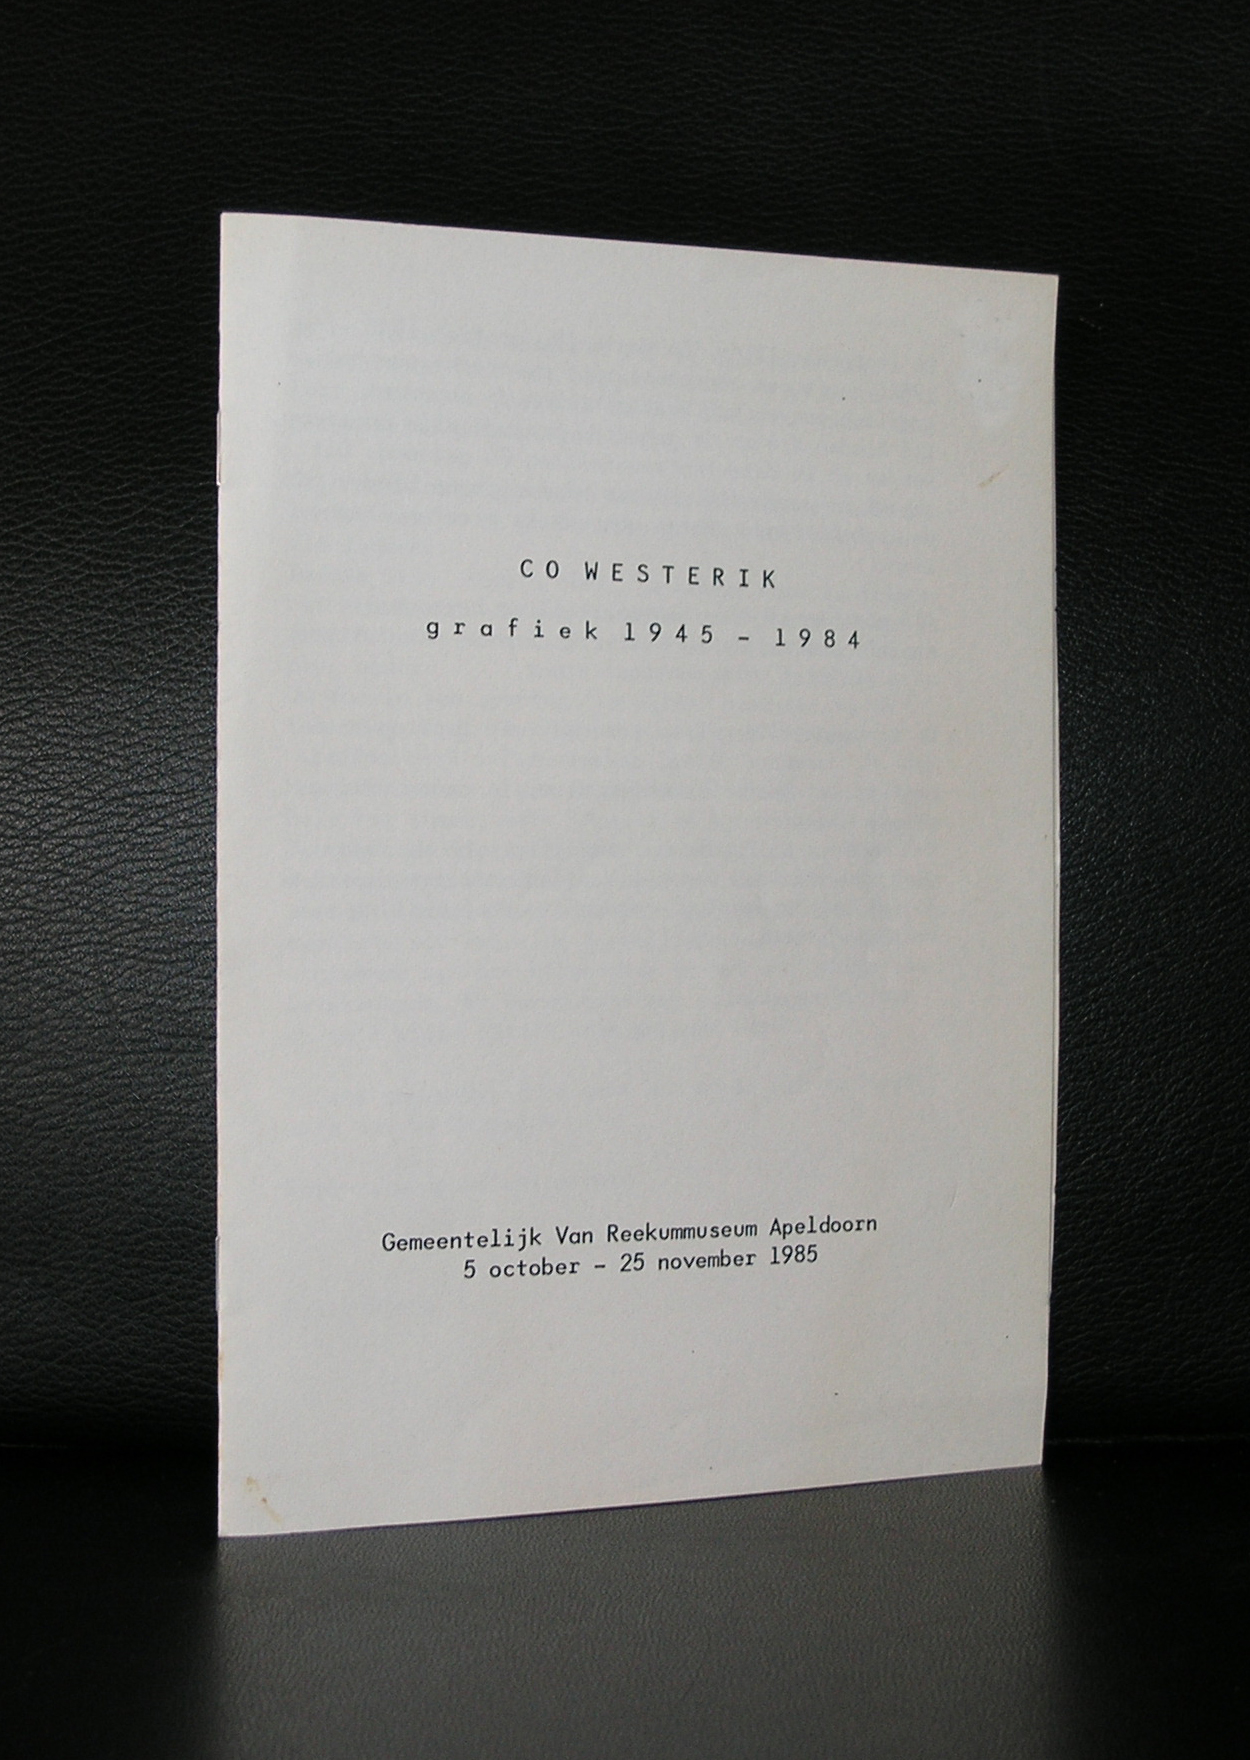 CO WESTERIK
grafiek 1945 - 1984
Gemeentelijk Van Reekummuseum Apeldoorn
5 october - 25 november 1985